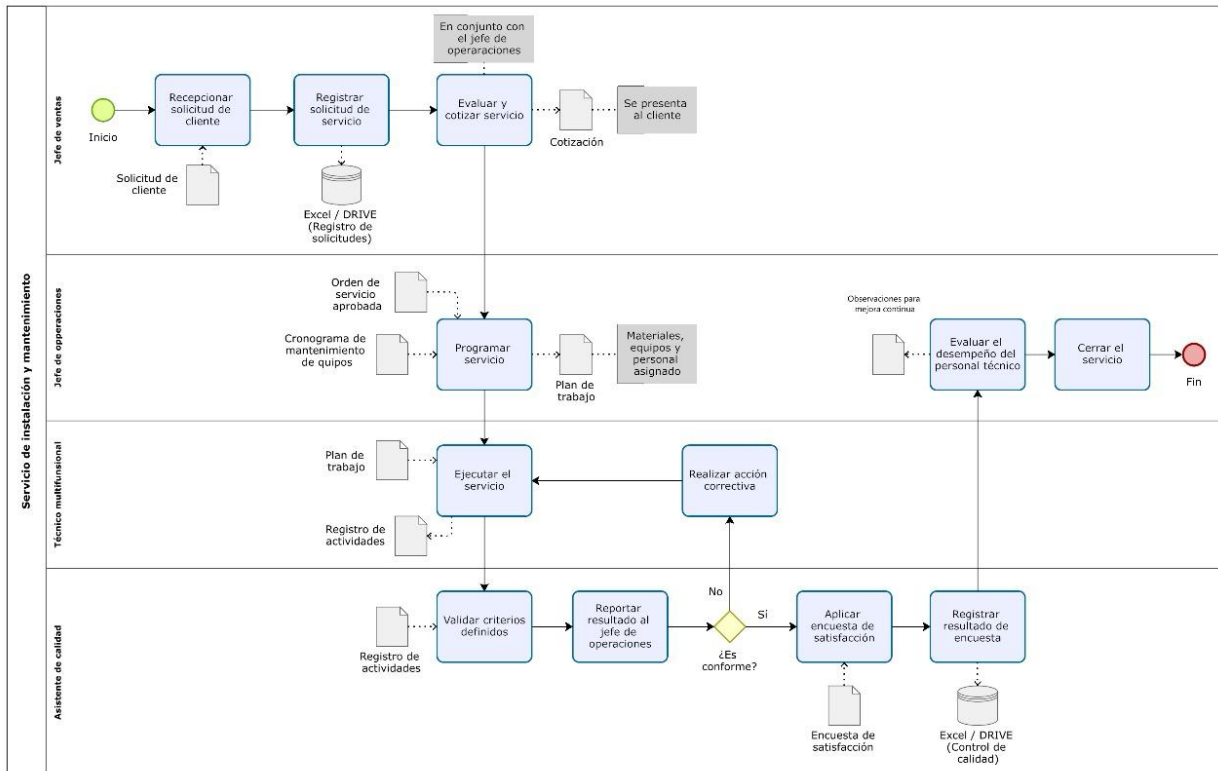 Servicio de instalación y mantenimiento
Jefe de ventas
Inicio
Recepcionar
solicitud de
cliente
Solicitud de
cliente
Registrar
solicitud de
servicio
Excel / DRIVE
(Registro de
solicitudes)
En conjunto con
el jefe de
operaraciones
Evaluar y
cotizar servicio
Cotización
Se presenta
al cliente
Jefe de opperaciones
Orden de
servicio
aprobada
Cronograma de
mantenimiento
de quipos
Programar
servicio
Plan de
trabajo
Materiales,
equipos y
personal
asignado
Observaciones para
mejora continua
Evaluar el
desempeño del
personal técnico
Cerrar el
servicio
Fin
Técnico multifunsional
Plan de
trabajo
Ejecutar el
servicio
Registro de
actividades
Realizar acción
correctiva
Asistente de calidad
Registro de
actividades
Validar criterios
definidos
Reportar
resultado al
jefe de
operaciones
No
Si
¿Es
conforme?
Aplicar
encuesta de
satisfacción
Encuesta de
satisfacción
Registrar
resultado de
encuesta
Excel / DRIVE
(Control de
calidad)